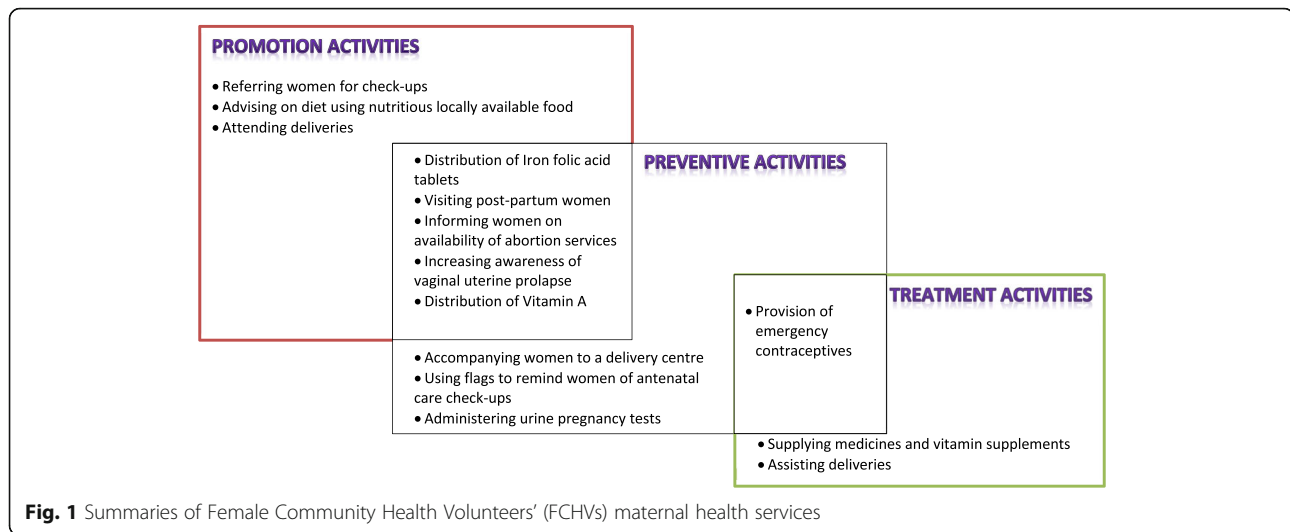 PROMOTION ACTIVITIES
• Referring women for check-ups
• Advising on diet using nutritious locally available food
• Attending deliveries
• Distribution of Iron folic acid
tablets
• Visiting post-partum women
• Informing women on
availability of abortion services
• Increasing awareness of
vaginal uterine prolapse
• Distribution of Vitamin A
PREVENTIVE ACTIVITIES
• Accompanying women to a delivery centre
• Using flags to remind women of antenatal
care check-ups
• Administering urine pregnancy tests
TREATMENT ACTIVITIES
• Provision of
emergency
contraceptives
• Supplying medicines and vitamin supplements
• Assisting deliveries
Fig. 1 Summaries of Female Community Health Volunteers’ (FCHVs) maternal health services